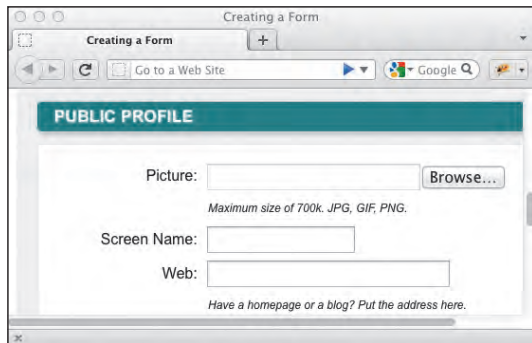 Creating a Form
Creating a Form
Go to a Web Site
Google
PUBLIC PROFILE
Picture:
Browse...
Maximum size of 700k. JPG, GIF, PNG.
Screen Name:
Web:
Have a homepage or a blog? Put the address here.